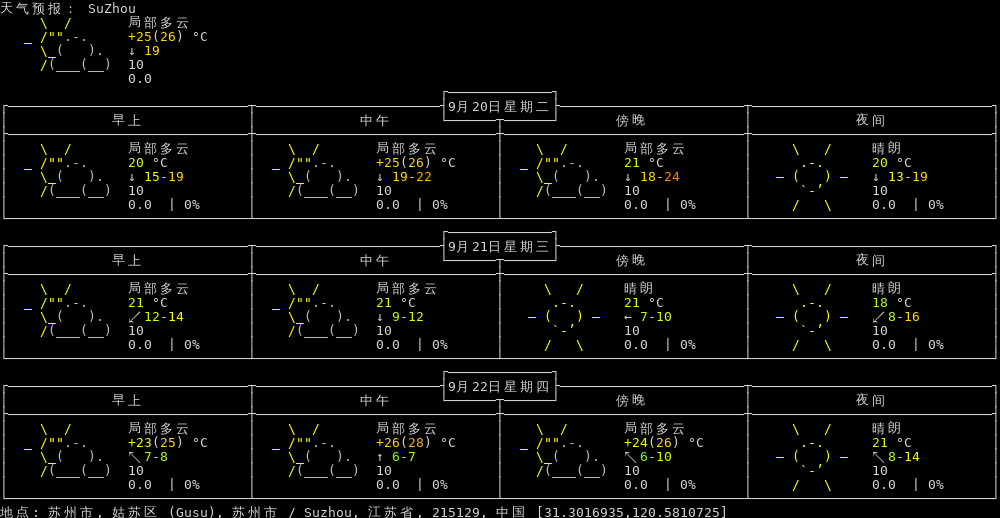 天气预报: SuZhou
局部多云
+25(26) °C
↓ 19
10
0.0
9月20日星期二
早上 中午 傍晚 夜间
局部多云 局部多云 局部多云 晴朗
20 °C +25(26) °C 21 °C 20 °C
↓ 15-19 ↓ 19-22 ↓ 18-24 ↓ 13-19
10 10 10 10
0.0 | 0% 0.0 | 0% 0.0 | 0% 0.0 | 0%
9月21日星期三
早上 中午 傍晚 夜间
局部多云 局部多云 晴朗 晴朗
21 °C 21 °C 21 °C 18 °C
↙ 12-14 ↓ 9-12 ← 7-10 ↙ 8-16
10 10 10 10
0.0 | 0% 0.0 | 0% 0.0 | 0% 0.0 | 0%
9月22日星期四
早上 中午 傍晚 夜间
局部多云 局部多云 局部多云 晴朗
+23(25) °C +26(28) °C +24(26) °C 21 °C
↖ 7-8 ↑ 6-7 ↖ 6-10 ↖ 8-14
10 10 10 10
0.0 | 0% 0.0 | 0% 0.0 | 0% 0.0 | 0%
地点: 苏州市, 姑苏区 (Gusu), 苏州市 / Suzhou, 江苏省, 215129, 中国 [31.3016935,120.5810725]